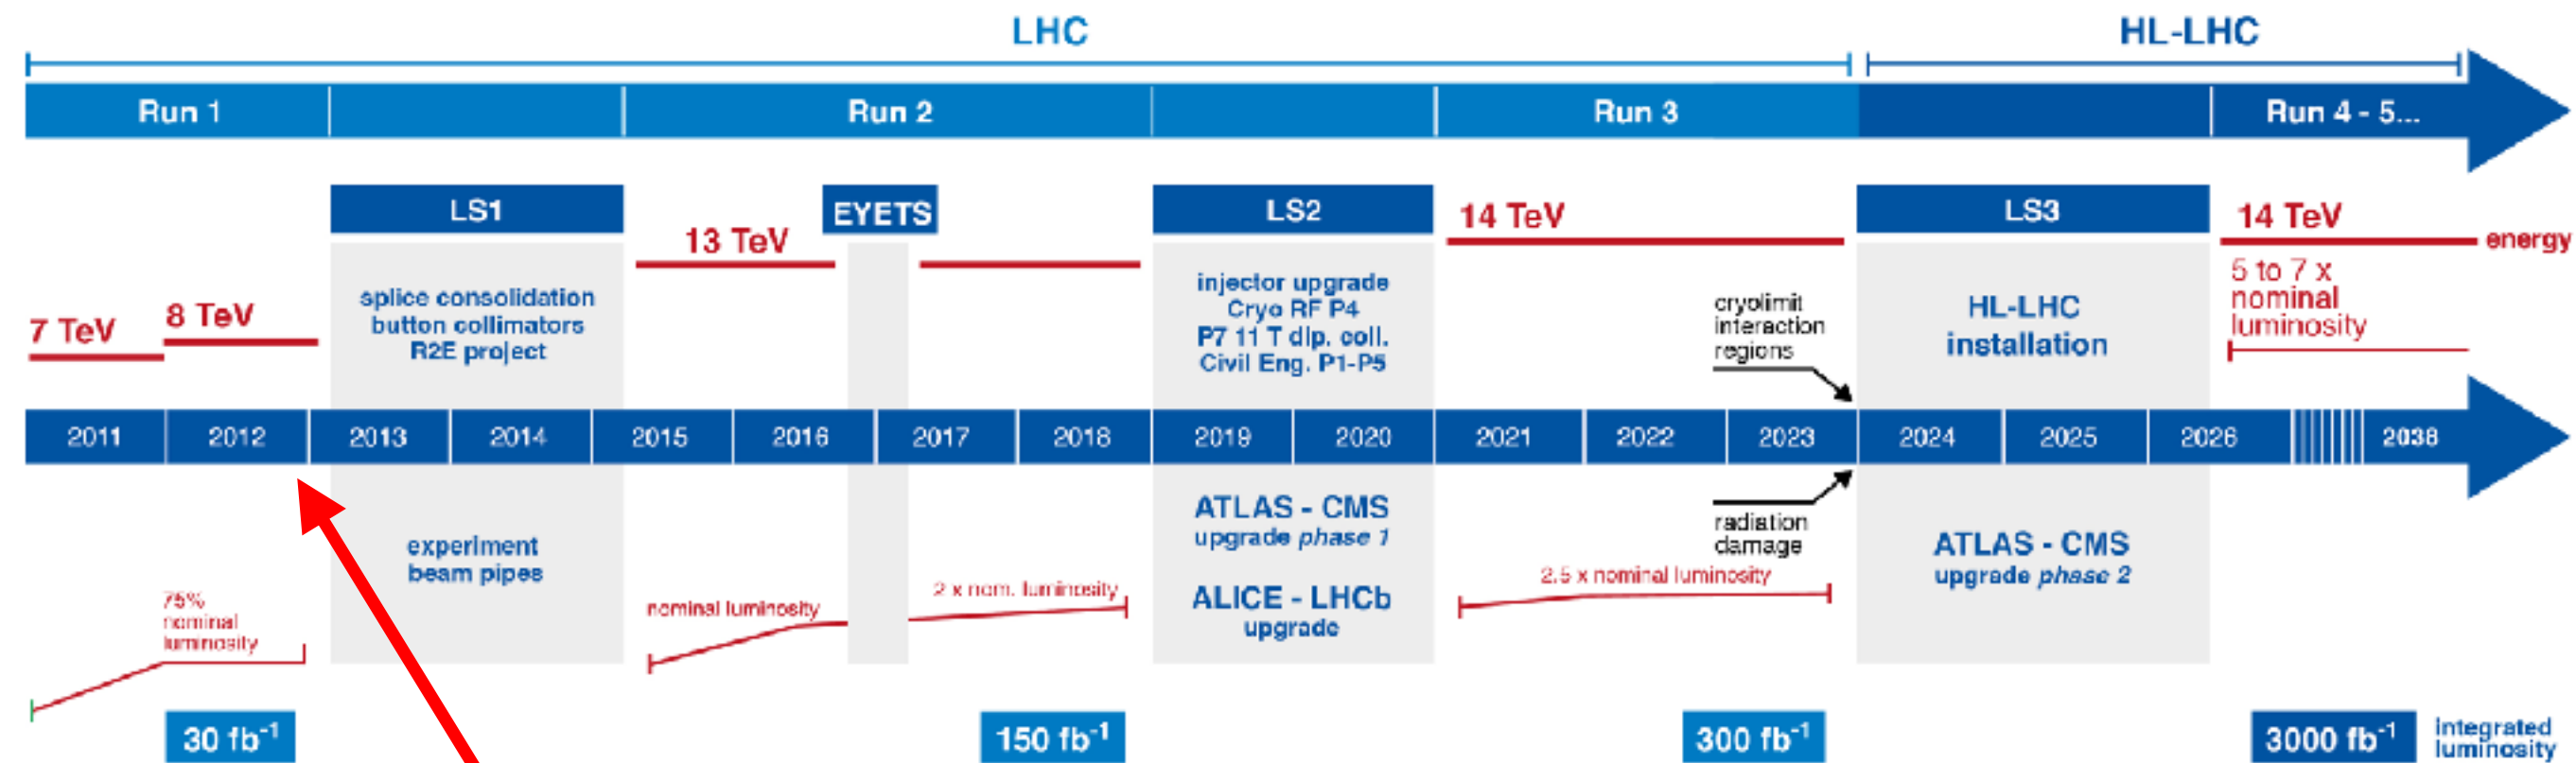 LHC
HL-LHC
Run 1
Run 2
Run 3
Run 4 - 5...
LS1
EYETS
LS2
LS3
13 TeV
14 TeV
14 TeV
energy
7 TeV
8 TeV
splice consolidation
button collimators
R2E project
injector upgrade
Cryo RF P4
P7 11 T dip. coll.
Civil Eng. P1-P5
cryolimit
interaction
regions
HL-LHC
installation
5 to 7 x
nominal
luminosity
2011
2012
2013
2014
2015
2016
2017
2018
2019
2020
2021
2022
2023
2024
2025
2026
2038
experiment
beam pipes
ATLAS - CMS
upgrade phase 1
ALICE - LHCb
upgrade
radiation
damage
ATLAS - CMS
upgrade phase 2
75%
nominal
luminosity
nominal luminosity
2 x nom. luminosity
2.5 x nominal luminosity
30 fb⁻¹
150 fb⁻¹
300 fb⁻¹
3000 fb⁻¹
integrated
luminosity